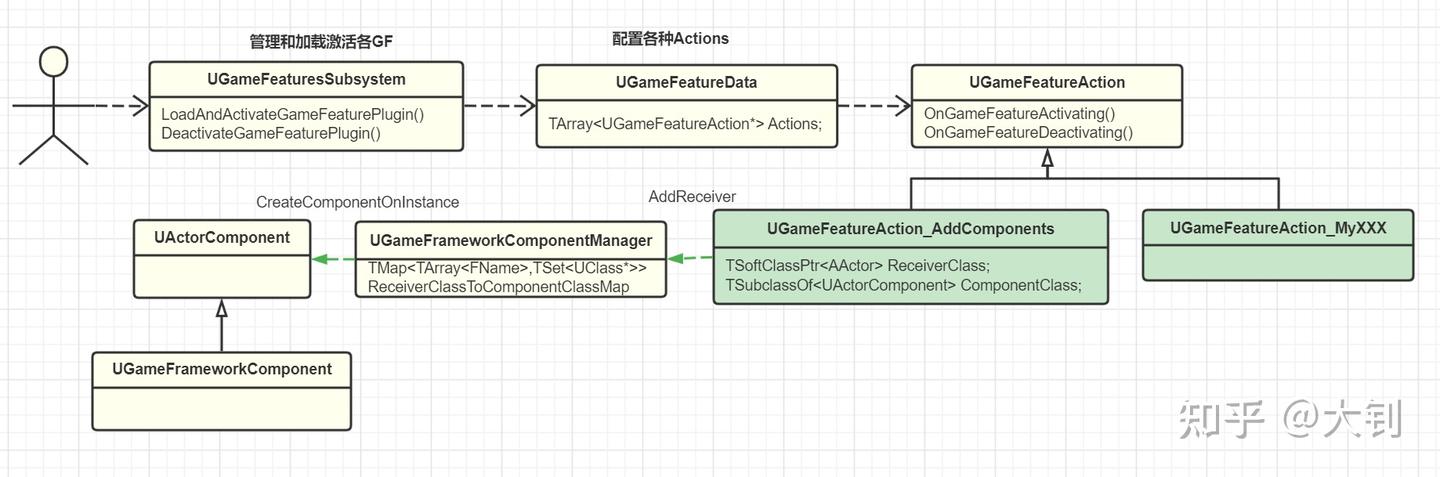 管理和加载激活各GF
配置各种Actions
UGameFeaturesSubsystem
LoadAndActivateGameFeaturePlugin()
DeactivateGameFeaturePlugin()
UGameFeatureData
TArray<UGameFeatureAction*> Actions;
UGameFeatureAction
OnGameFeatureActivating()
OnGameFeatureDeactivating()
CreateComponentOnInstance
AddReceiver
UActorComponent
UGameFrameworkComponentManager
TMap<TArray<FName>,TSet<UClass*>>
ReceiverClassToComponentClassMap
UGameFeatureAction_AddComponents
TSoftClassPtr<AActor> ReceiverClass;
TSubclassOf<UActorComponent> ComponentClass;
UGameFeatureAction_MyXXX
UGameFrameworkComponent
知乎 @大钊